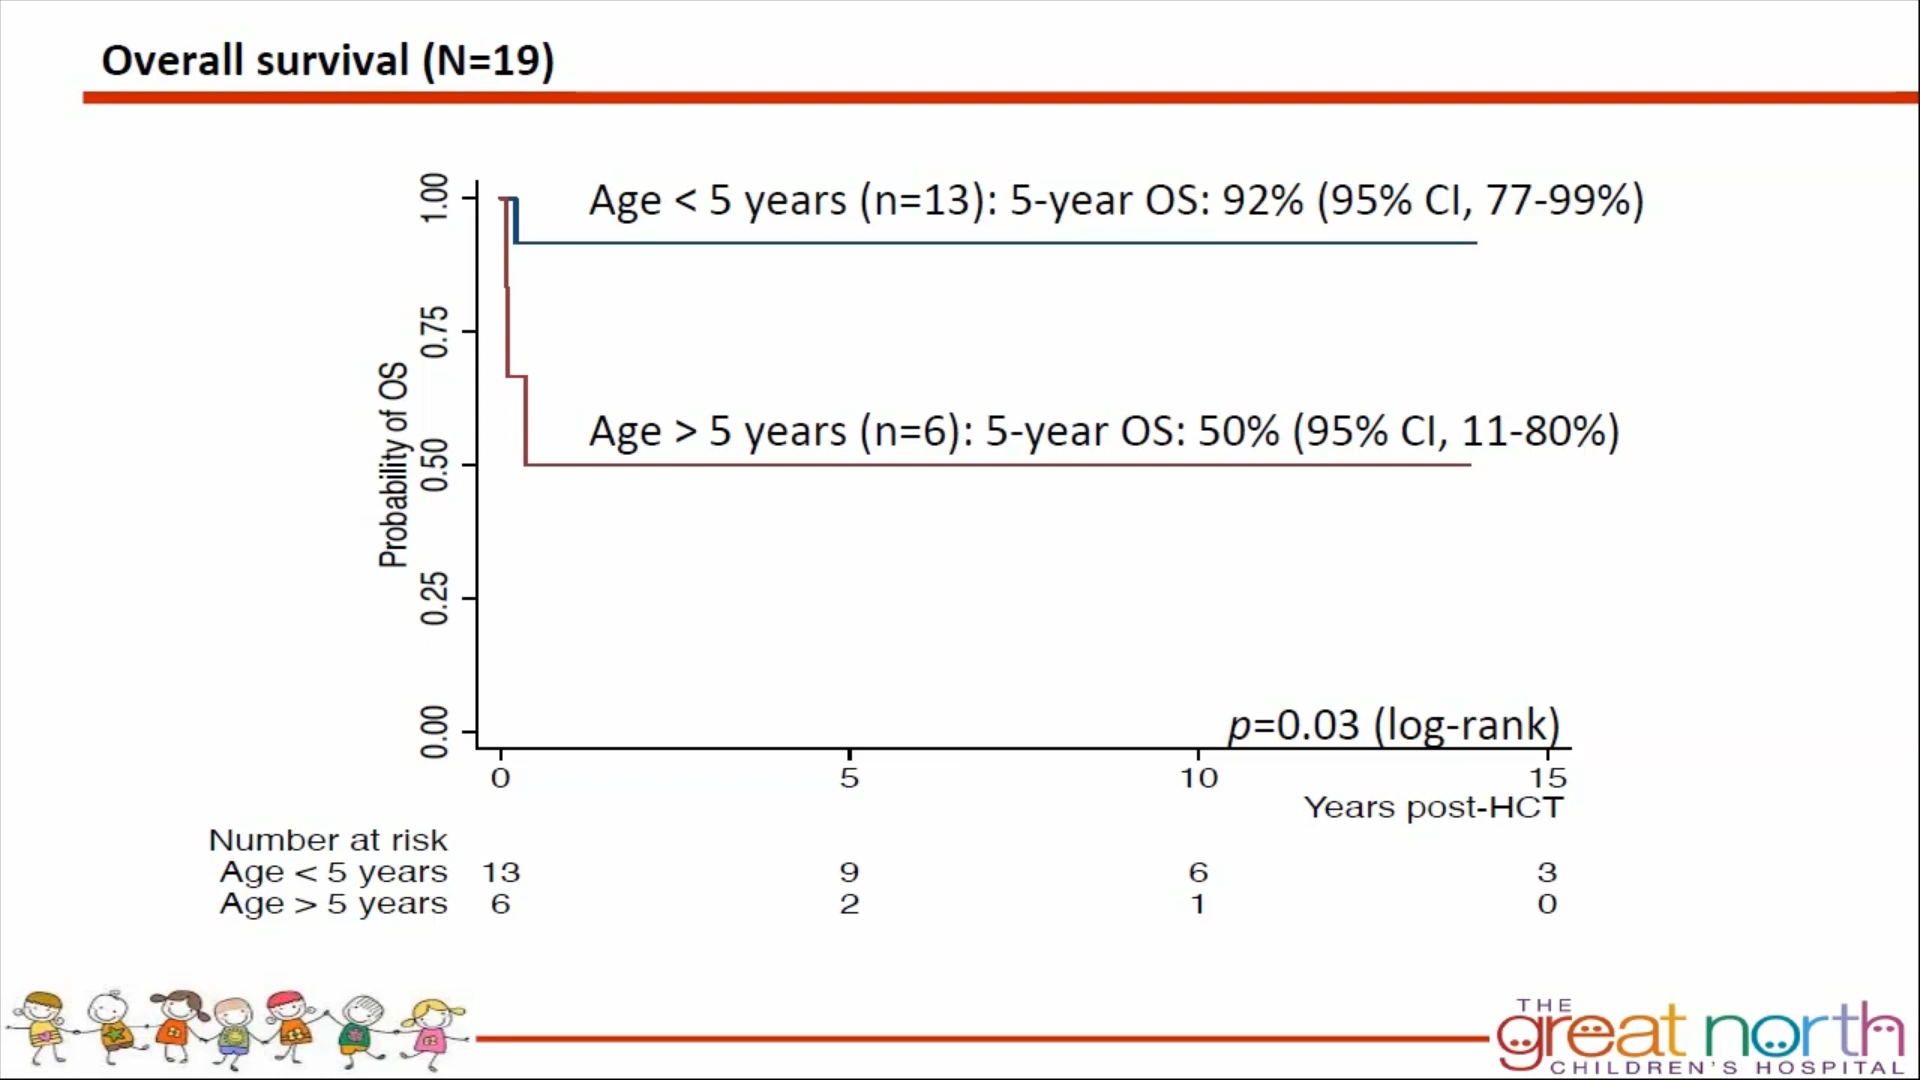 Overall survival (N=19)
Age < 5 years (n=13): 5-year OS: 92% (95% CI, 77-99%)
Age > 5 years (n=6): 5-year OS: 50% (95% CI, 11-80%)
Probability of OS
1.00
0.75
0.50
0.25
0.00
p=0.03 (log-rank)
0 5 10 15
Years post-HCT
Number at risk
Age < 5 years 13 9 6 3
Age > 5 years 6 2 1 0
THE
great north
CHILDREN'S HOSPITAL